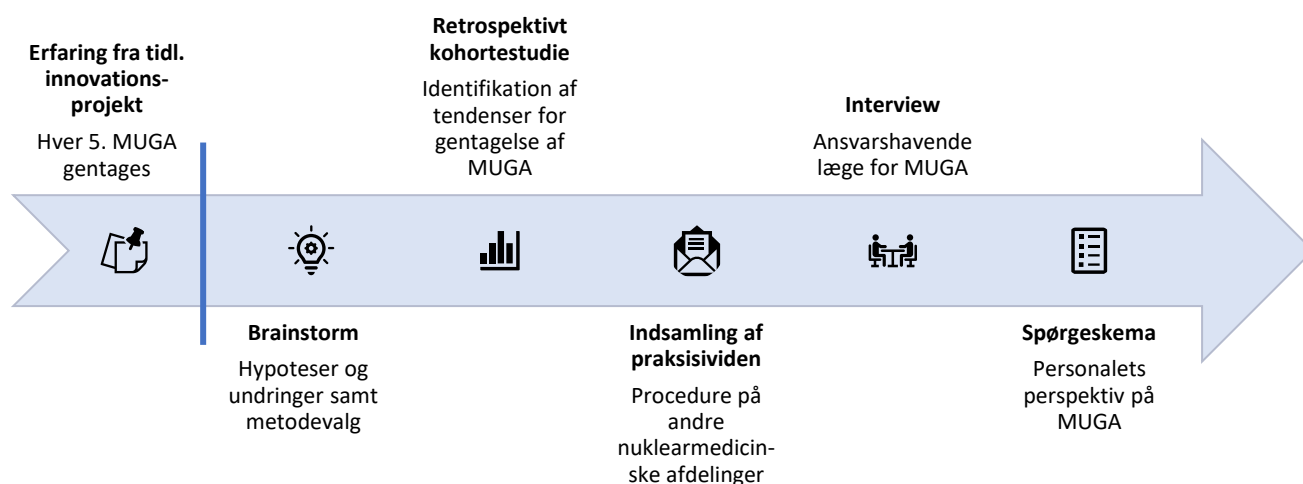 Erfaring fra tidl.
innovations-
projekt
Hver 5. MUGA
gentages
Brainstorm
Hypoteser og
undringer samt
metodevalg
Retrospektivt
kohortestudie
Identifikation af
tendenser for
gentagelse af
MUGA
Indsamling af
praksisividen
Procedure på
andre
nuklearmedicin-
ske afdelinger
Interview
Ansvarshavende
læge for MUGA
Spørgeskema
Personalets
perspektiv på
MUGA